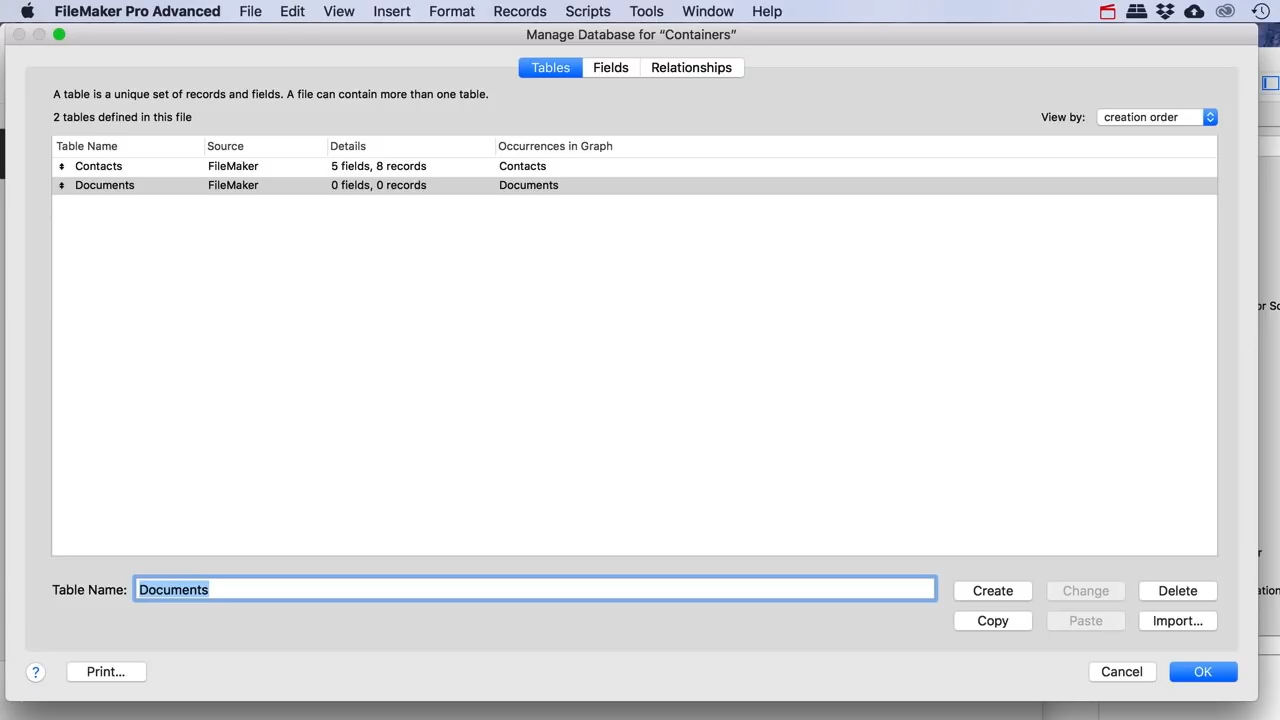 FileMaker Pro Advanced File Edit View Insert Format Records Scripts Tools Window Help
Manage Database for “Containers”
Tables Fields Relationships
A table is a unique set of records and fields. A file can contain more than one table.
2 tables defined in this file
View by: creation order
Table Name Source Details Occurrences in Graph
Contacts FileMaker 5 fields, 8 records Contacts
Documents FileMaker 0 fields, 0 records Documents
Table Name: Documents
Create Change Delete
Copy Paste Import...
? Print... Cancel OK